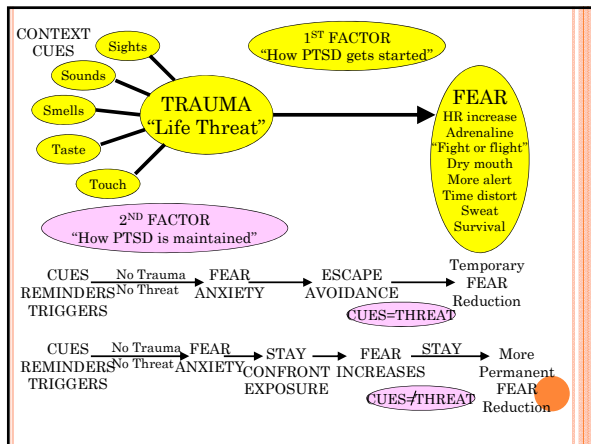 CONTEXT
CUES
Sights
Sounds
Smells
Taste
Touch
TRAUMA
“Life Threat”
1ST FACTOR
“How PTSD gets started”
FEAR
HR increase
Adrenaline
“Fight or flight”
Dry mouth
More alert
Time distort
Sweat
Survival
2ND FACTOR
“How PTSD is maintained”
CUES
REMINDERS
TRIGGERS
No Trauma
No Threat
FEAR
ANXIETY
ESCAPE
AVOIDANCE
CUES=THREAT
Temporary
FEAR
Reduction
CUES
REMINDERS
TRIGGERS
No Trauma
No Threat
FEAR
ANXIETY
STAY
CONFRONT
EXPOSURE
FEAR
INCREASES
STAY
CUES≠THREAT
More
Permanent
FEAR
Reduction